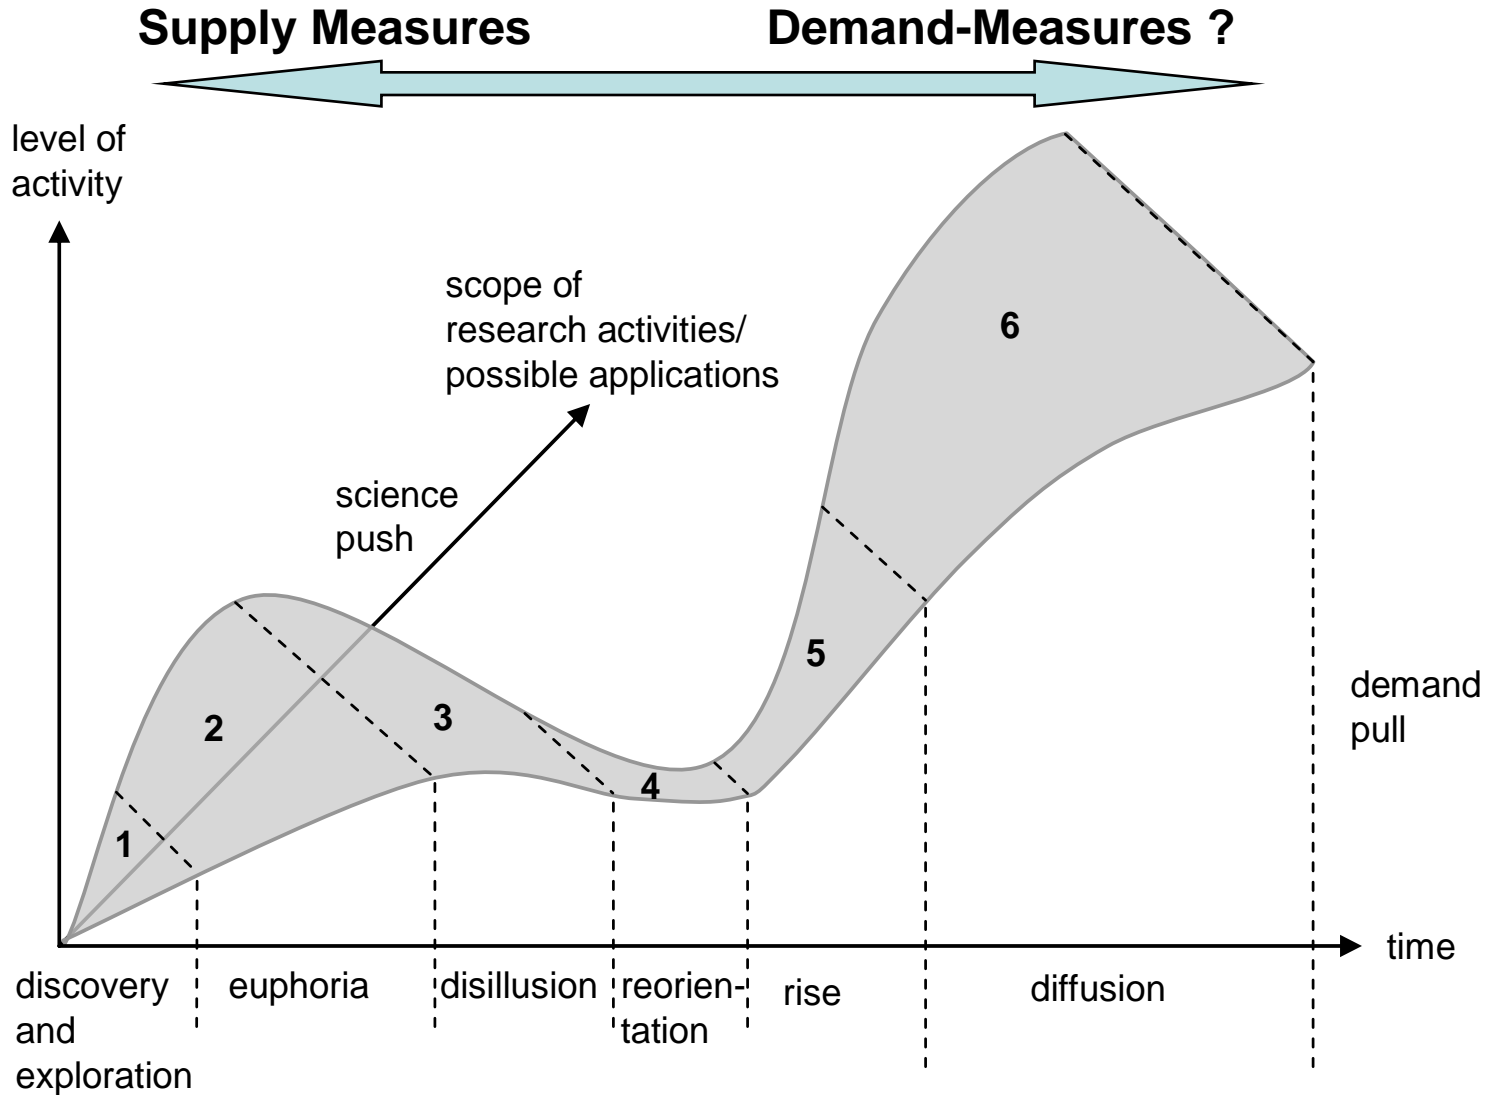 Supply Measures
Demand-Measures ?
level of
activity
scope of
research activities/
possible applications
science
push
6
5
2
3
4
1
demand
pull
time
discovery
and
exploration
euphoria
disillusion
reorien-
tation
rise
diffusion